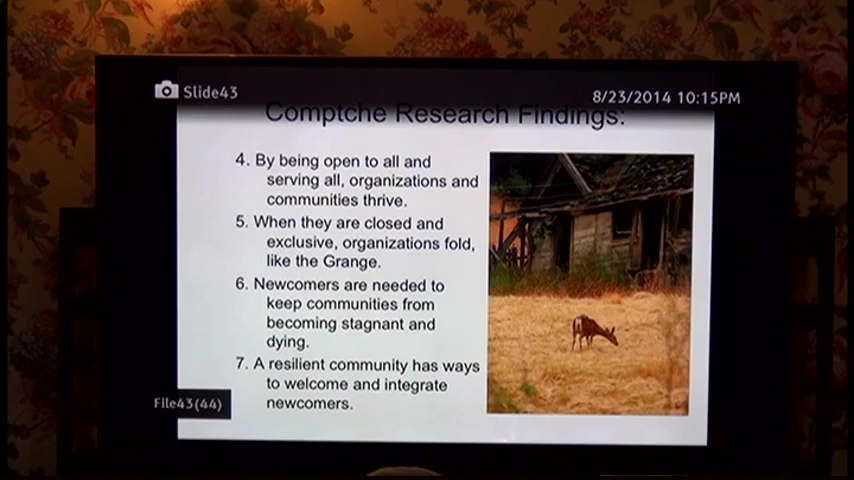 Slide43
8/23/2014 10:15PM
Comptche Research Findings:
4. By being open to all and
serving all, organizations and
communities thrive.
5. When they are closed and
exclusive, organizations fold,
like the Grange.
6. Newcomers are needed to
keep communities from
becoming stagnant and
dying.
7. A resilient community has ways
to welcome and integrate
newcomers.
File43(44)